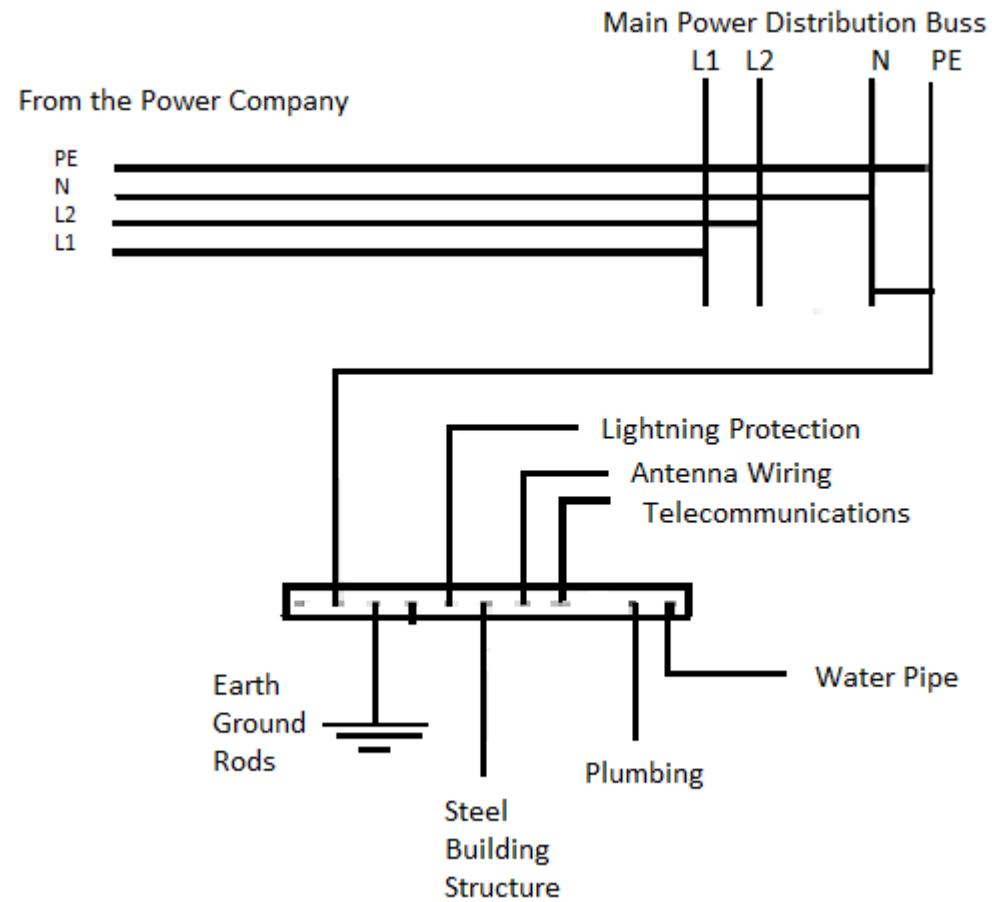 Main Power Distribution Buss
L1 L2 N PE
From the Power Company
PE
N
L2
L1
Lightning Protection
Antenna Wiring
Telecommunications
Water Pipe
Earth
Ground
Rods
Plumbing
Steel
Building
Structure